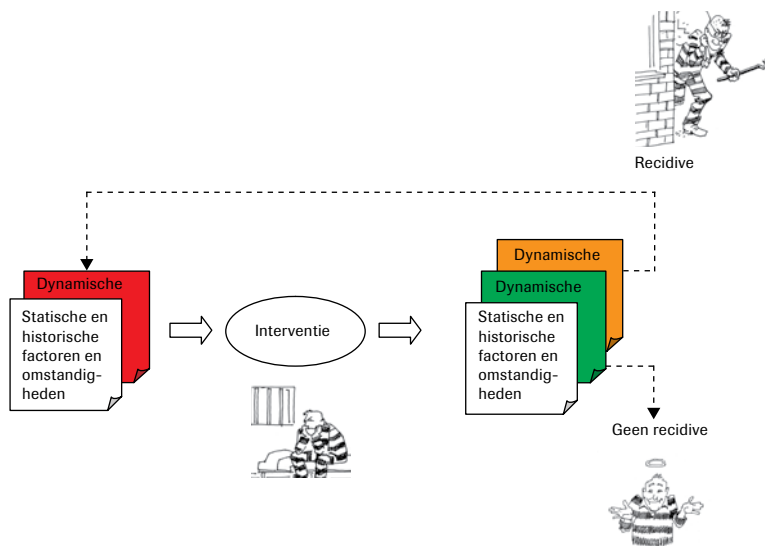 Recidive
Dynamische
Dynamische
Dynamische
Statische en
historische
factoren en
omstandig-
heden
Interventie
Statische en
historische
factoren en
omstandig-
heden
Geen recidive